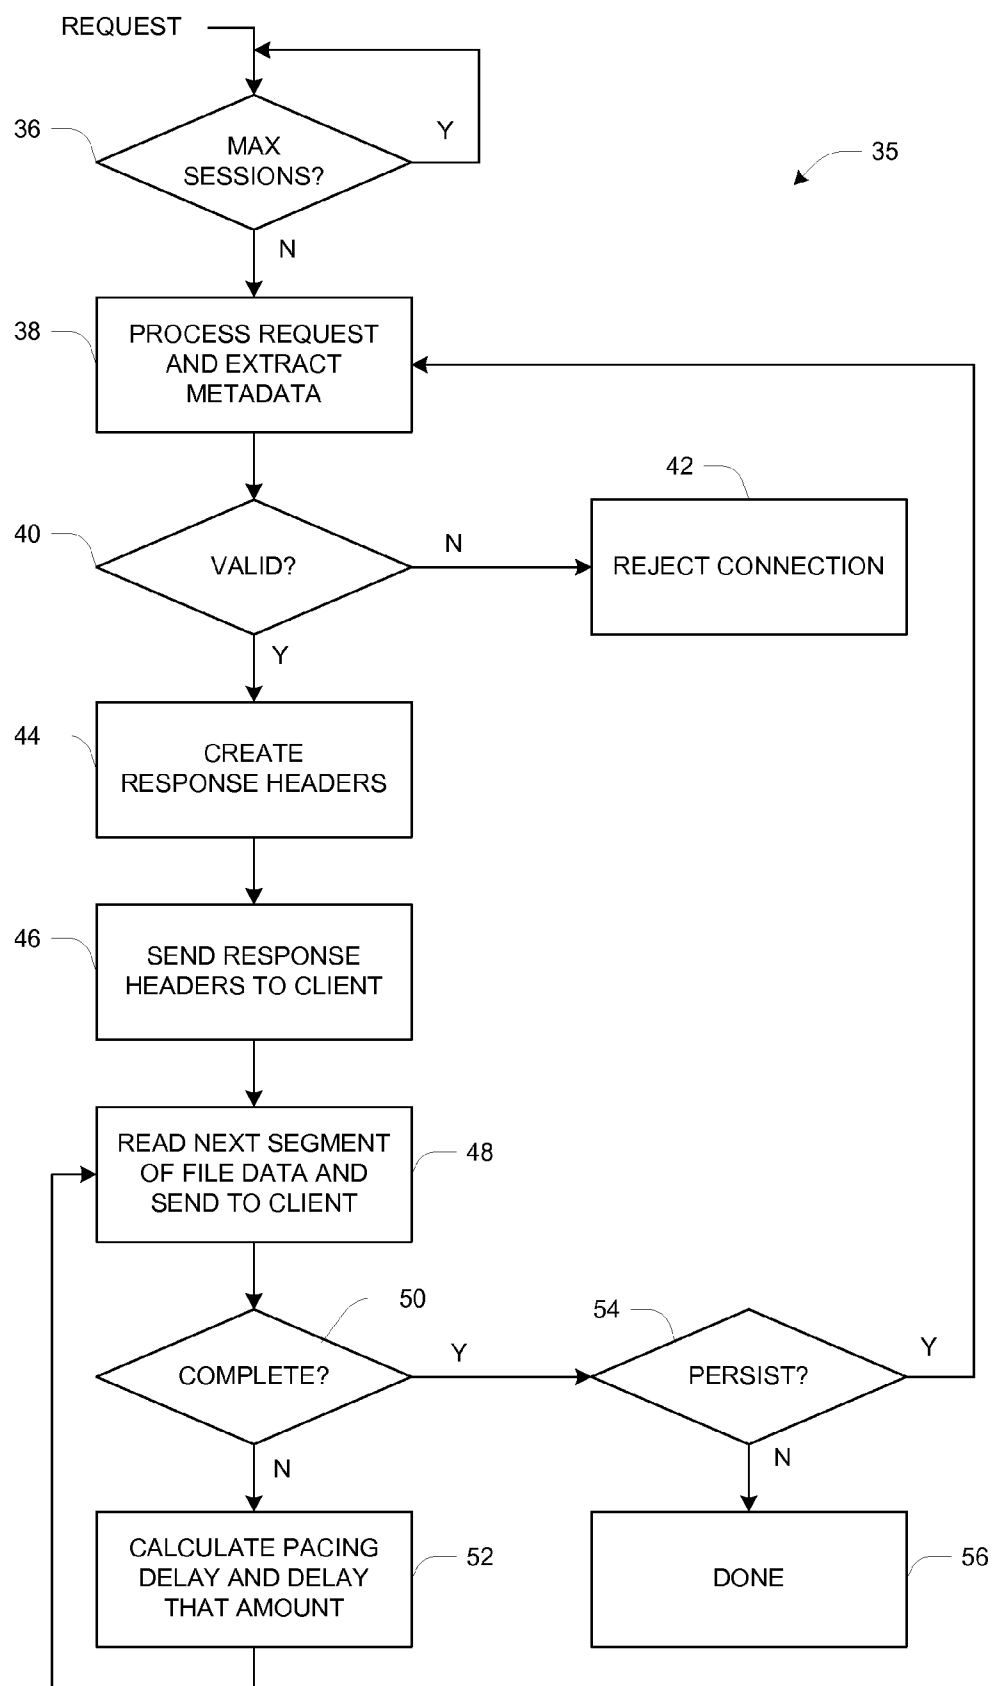 REQUEST
36
MAX
SESSIONS?
Y
35
N
38
PROCESS REQUEST
AND EXTRACT
METADATA
42
40
VALID?
N
REJECT CONNECTION
Y
44
CREATE
RESPONSE HEADERS
46
SEND RESPONSE
HEADERS TO CLIENT
READ NEXT SEGMENT
OF FILE DATA AND
SEND TO CLIENT
48
50
54
COMPLETE?
Y
PERSIST?
Y
N
N
CALCULATE PACING
DELAY AND DELAY
THAT AMOUNT
52
DONE
56